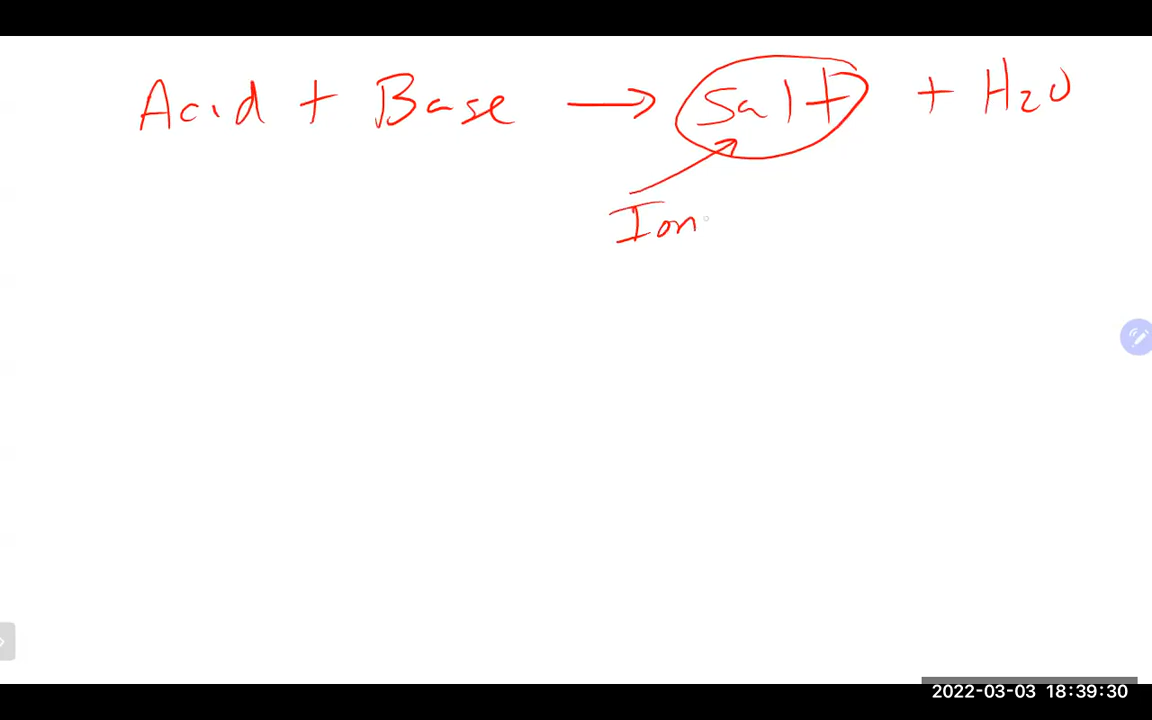 Acid + Base → Salt + H2O
Ion
2022-03-03 18:39:30